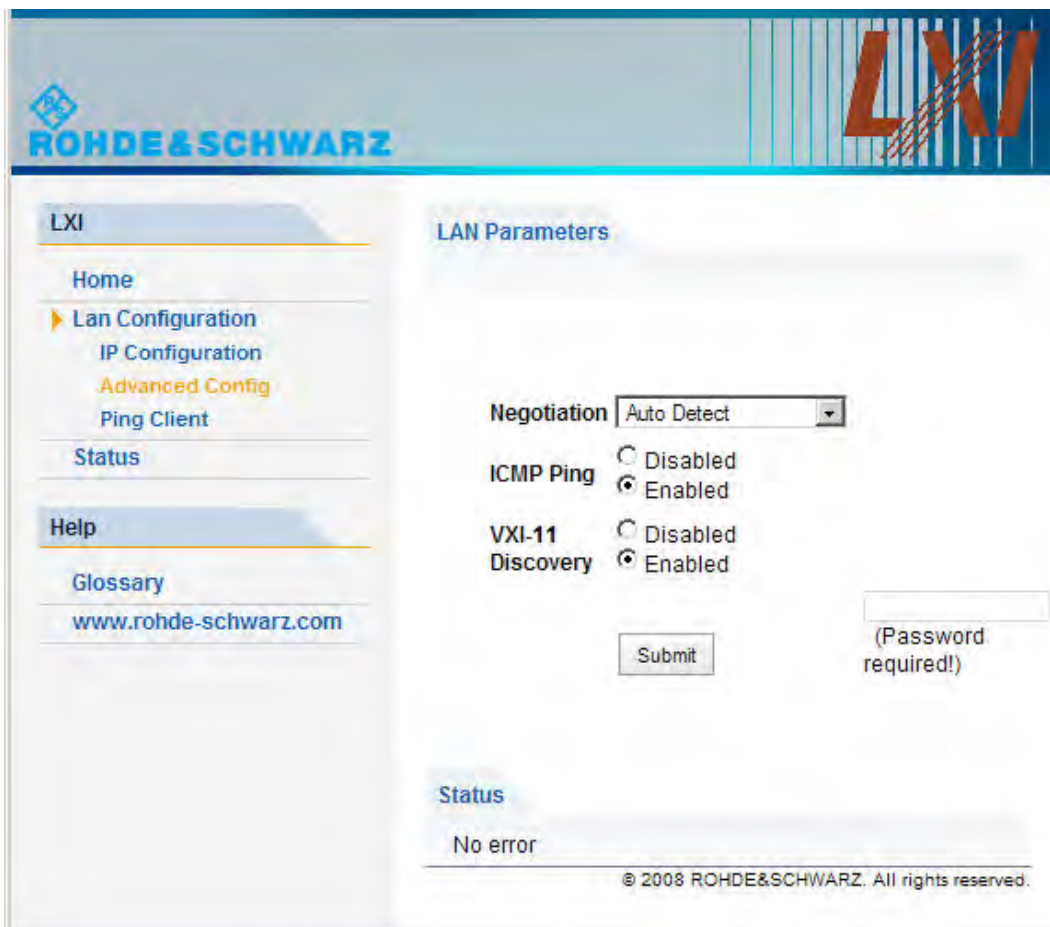 R&S
ROHDE&SCHWARZ
LXI
LXI
Home
Lan Configuration
IP Configuration
Advanced Config
Ping Client
Status
Help
Glossary
www.rohde-schwarz.com
LAN Parameters
Negotiation Auto Detect
ICMP Ping
Disabled
Enabled
VXI-11
Discovery
Disabled
Enabled
Submit
(Password
required!)
Status
No error
© 2008 ROHDE&SCHWARZ. All rights reserved.